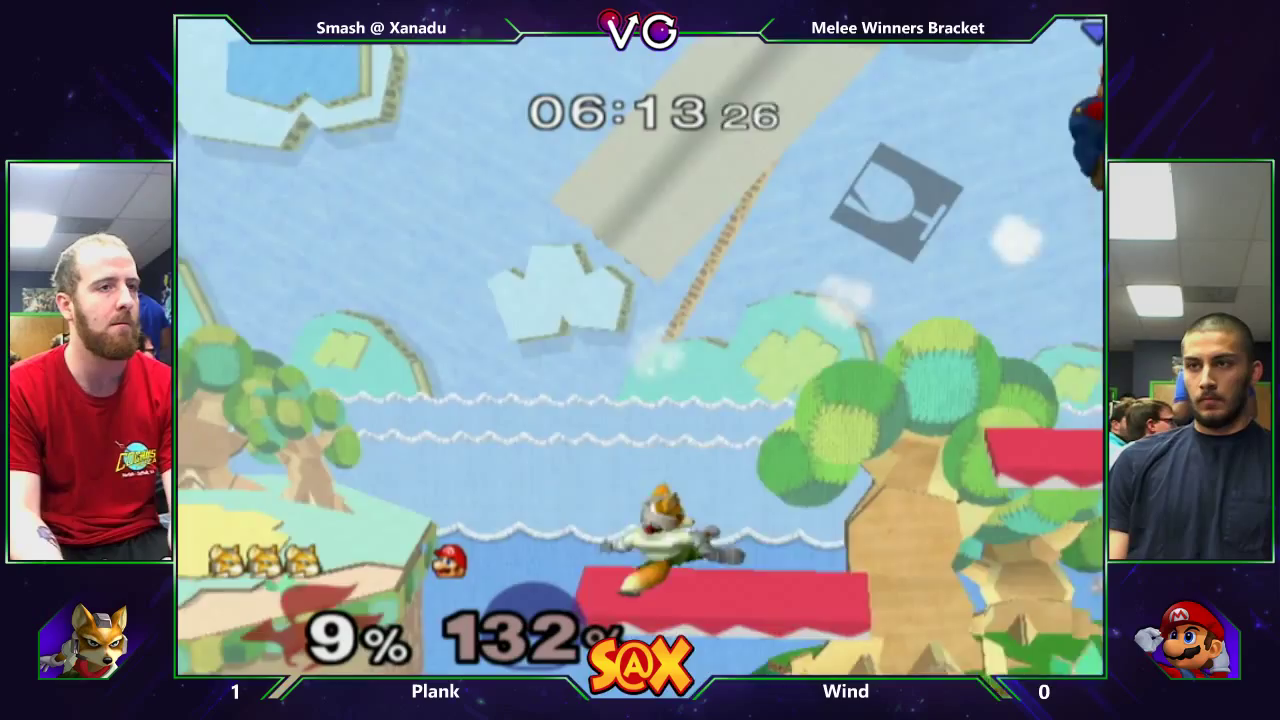 Smash @ Xanadu
VG
Melee Winners Bracket
06:13 26
9%
132%
S@X
1
Plank
Wind
0